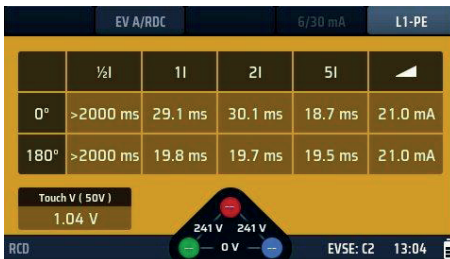 EV A/RDC 6/30 mA L1-PE
½I 1I 2I 5I
0° >2000 ms 29.1 ms 30.1 ms 18.7 ms 21.0 mA
180° >2000 ms 19.8 ms 19.7 ms 19.5 ms 21.0 mA
Touch V ( 50V )
1.04 V
241 V 241 V
0 V
RCD EVSE: C2 13:04